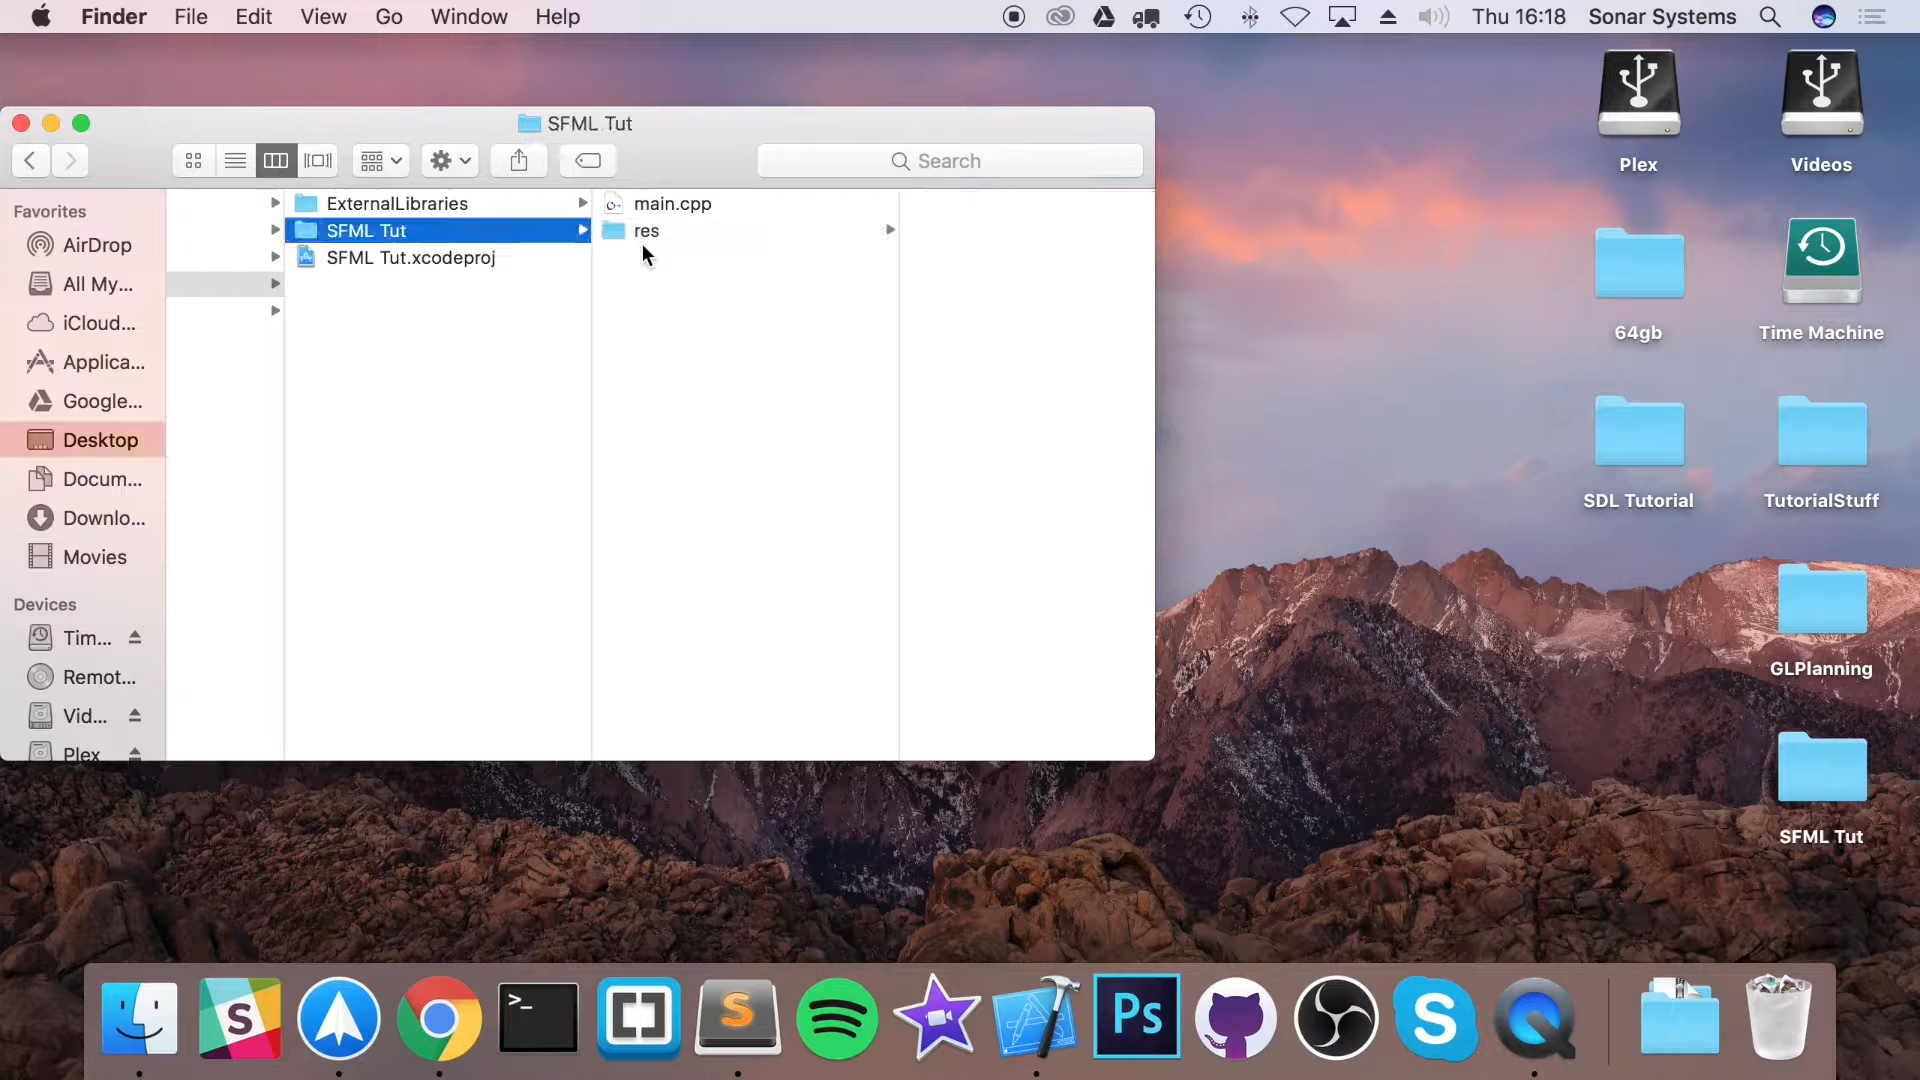 Finder File Edit View Go Window Help Thu 16:18 Sonar Systems
SFML Tut
Search
Favorites
AirDrop
All My...
iCloud...
Applica...
Google...
Desktop
Docum...
Downlo...
Movies
Devices
Tim...
Remot...
Vid...
Plex
ExternalLibraries
SFML Tut
SFML Tut.xcodeproj
main.cpp
res
Plex
Videos
64gb
Time Machine
SDL Tutorial
TutorialStuff
GLPlanning
SFML Tut
S
>_
S
Ps
S